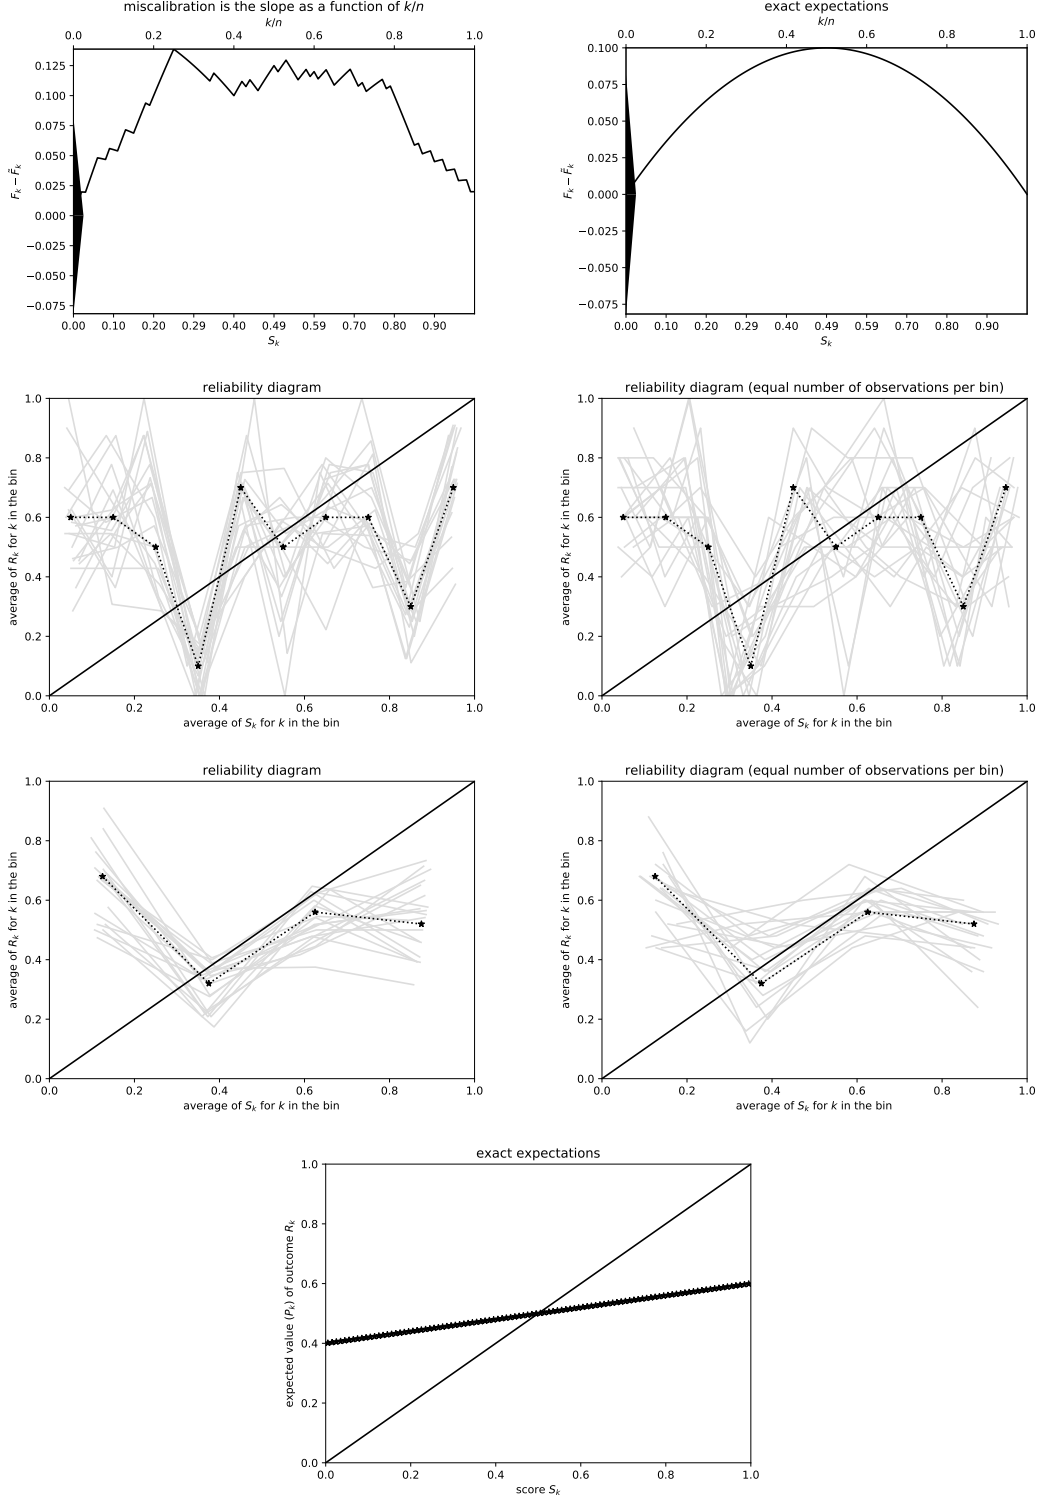 miscalibration is the slope as a function of k/n
k/n
0.0 0.2 0.4 0.6 0.8 1.0
0.125
0.100
0.075
0.050
0.025
0.000
−0.025
−0.050
−0.075
F_k − F̃_k
0.00 0.10 0.20 0.29 0.40 0.49 0.59 0.70 0.80 0.90
S_k
exact expectations
k/n
0.0 0.2 0.4 0.6 0.8 1.0
0.100
0.075
0.050
0.025
0.000
−0.025
−0.050
−0.075
F_k − F̃_k
0.00 0.10 0.20 0.29 0.40 0.49 0.59 0.70 0.80 0.90
S_k
reliability diagram
1.0
0.8
0.6
0.4
0.2
0.0
average of R_k for k in the bin
0.0 0.2 0.4 0.6 0.8 1.0
average of S_k for k in the bin
reliability diagram (equal number of observations per bin)
1.0
0.8
0.6
0.4
0.2
0.0
average of R_k for k in the bin
0.0 0.2 0.4 0.6 0.8 1.0
average of S_k for k in the bin
reliability diagram
1.0
0.8
0.6
0.4
0.2
0.0
average of R_k for k in the bin
0.0 0.2 0.4 0.6 0.8 1.0
average of S_k for k in the bin
reliability diagram (equal number of observations per bin)
1.0
0.8
0.6
0.4
0.2
0.0
average of R_k for k in the bin
0.0 0.2 0.4 0.6 0.8 1.0
average of S_k for k in the bin
exact expectations
1.0
0.8
0.6
0.4
0.2
0.0
expected value (P_k) of outcome R_k
0.0 0.2 0.4 0.6 0.8 1.0
score S_k